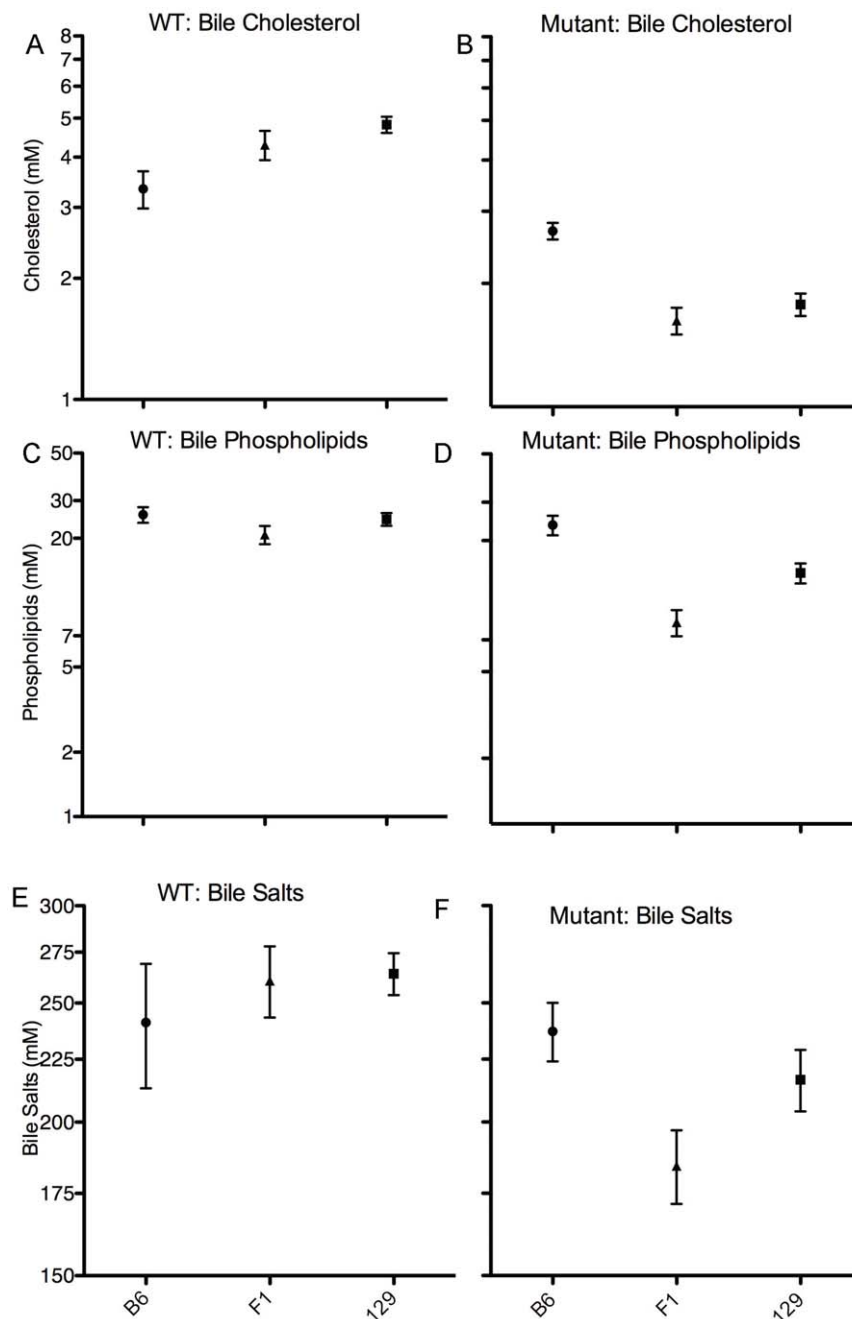 A
WT: Bile Cholesterol
8
7
6
5
4
3
2
1
Cholesterol (mM)
B
Mutant: Bile Cholesterol
C
WT: Bile Phospholipids
50
30
20
7
5
2
1
Phospholipids (mM)
D
Mutant: Bile Phospholipids
E
WT: Bile Salts
300
275
250
225
200
175
150
Bile Salts (mM)
B6
F1
129
F
Mutant: Bile Salts
B6
F1
129